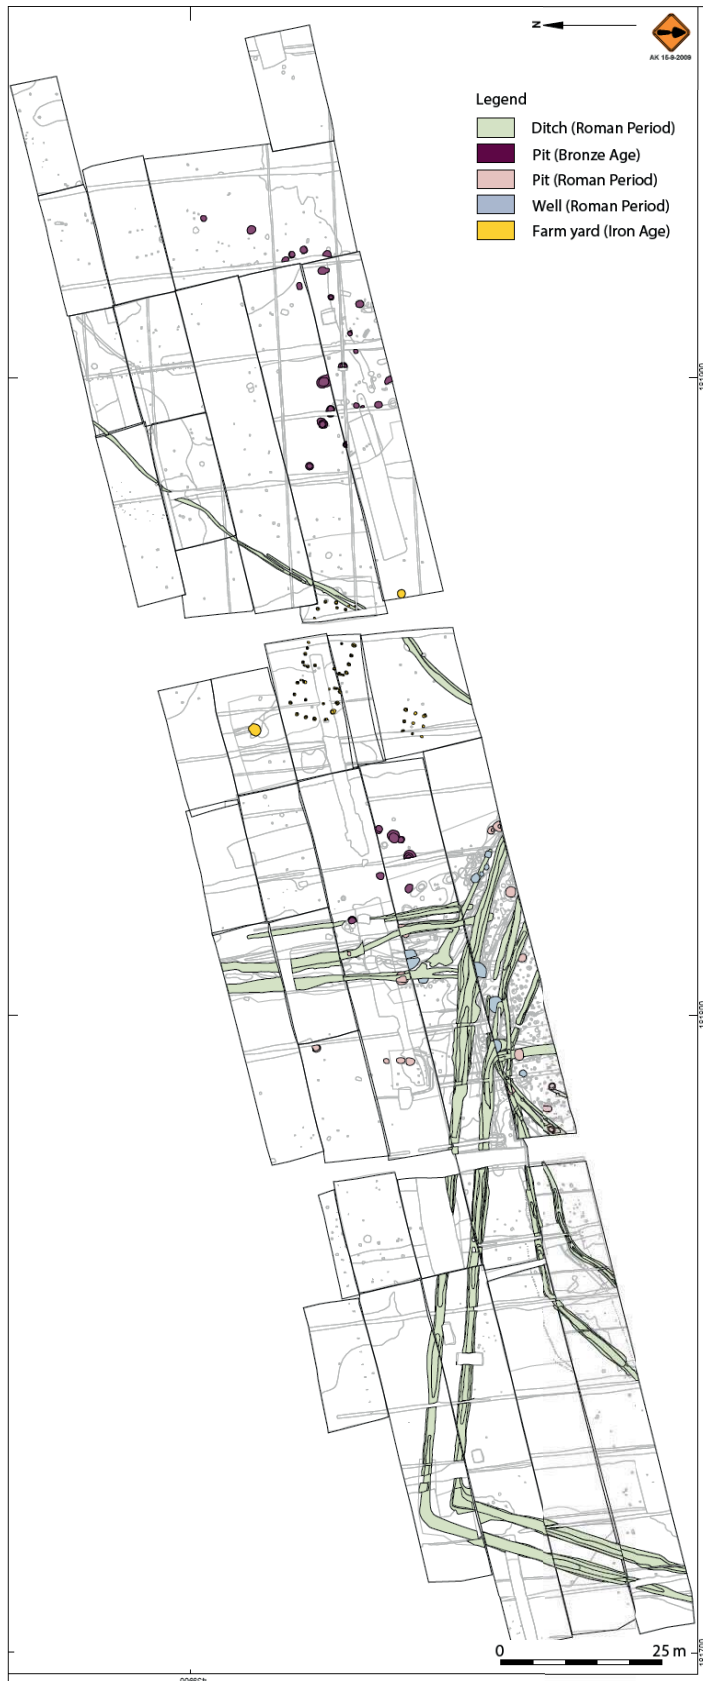 N
AK 15-9-2009
Legend
Ditch (Roman Period)
Pit (Bronze Age)
Pit (Roman Period)
Well (Roman Period)
Farm yard (Iron Age)
0 25 m